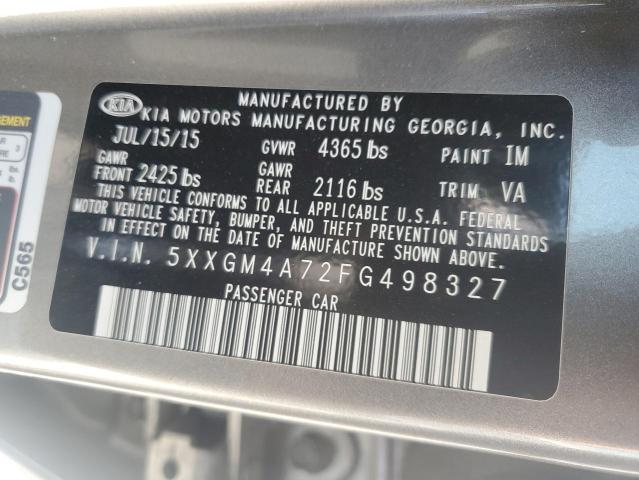 MANUFACTURED BY
KIA KIA MOTORS MANUFACTURING GEORGIA, INC.
JUL/15/15 GVWR 4365 lbs PAINT IM
GAWR FRONT 2425 lbs GAWR REAR 2116 lbs TRIM VA
THIS VEHICLE CONFORMS TO ALL APPLICABLE U.S.A. FEDERAL
MOTOR VEHICLE SAFETY, BUMPER, AND THEFT PREVENTION STANDARDS
IN EFFECT ON THE DATE OF MANUFACTURE SHOWN ABOVE.
V.I.N. 5XXGM4A72FG498327
PASSENGER CAR
C565